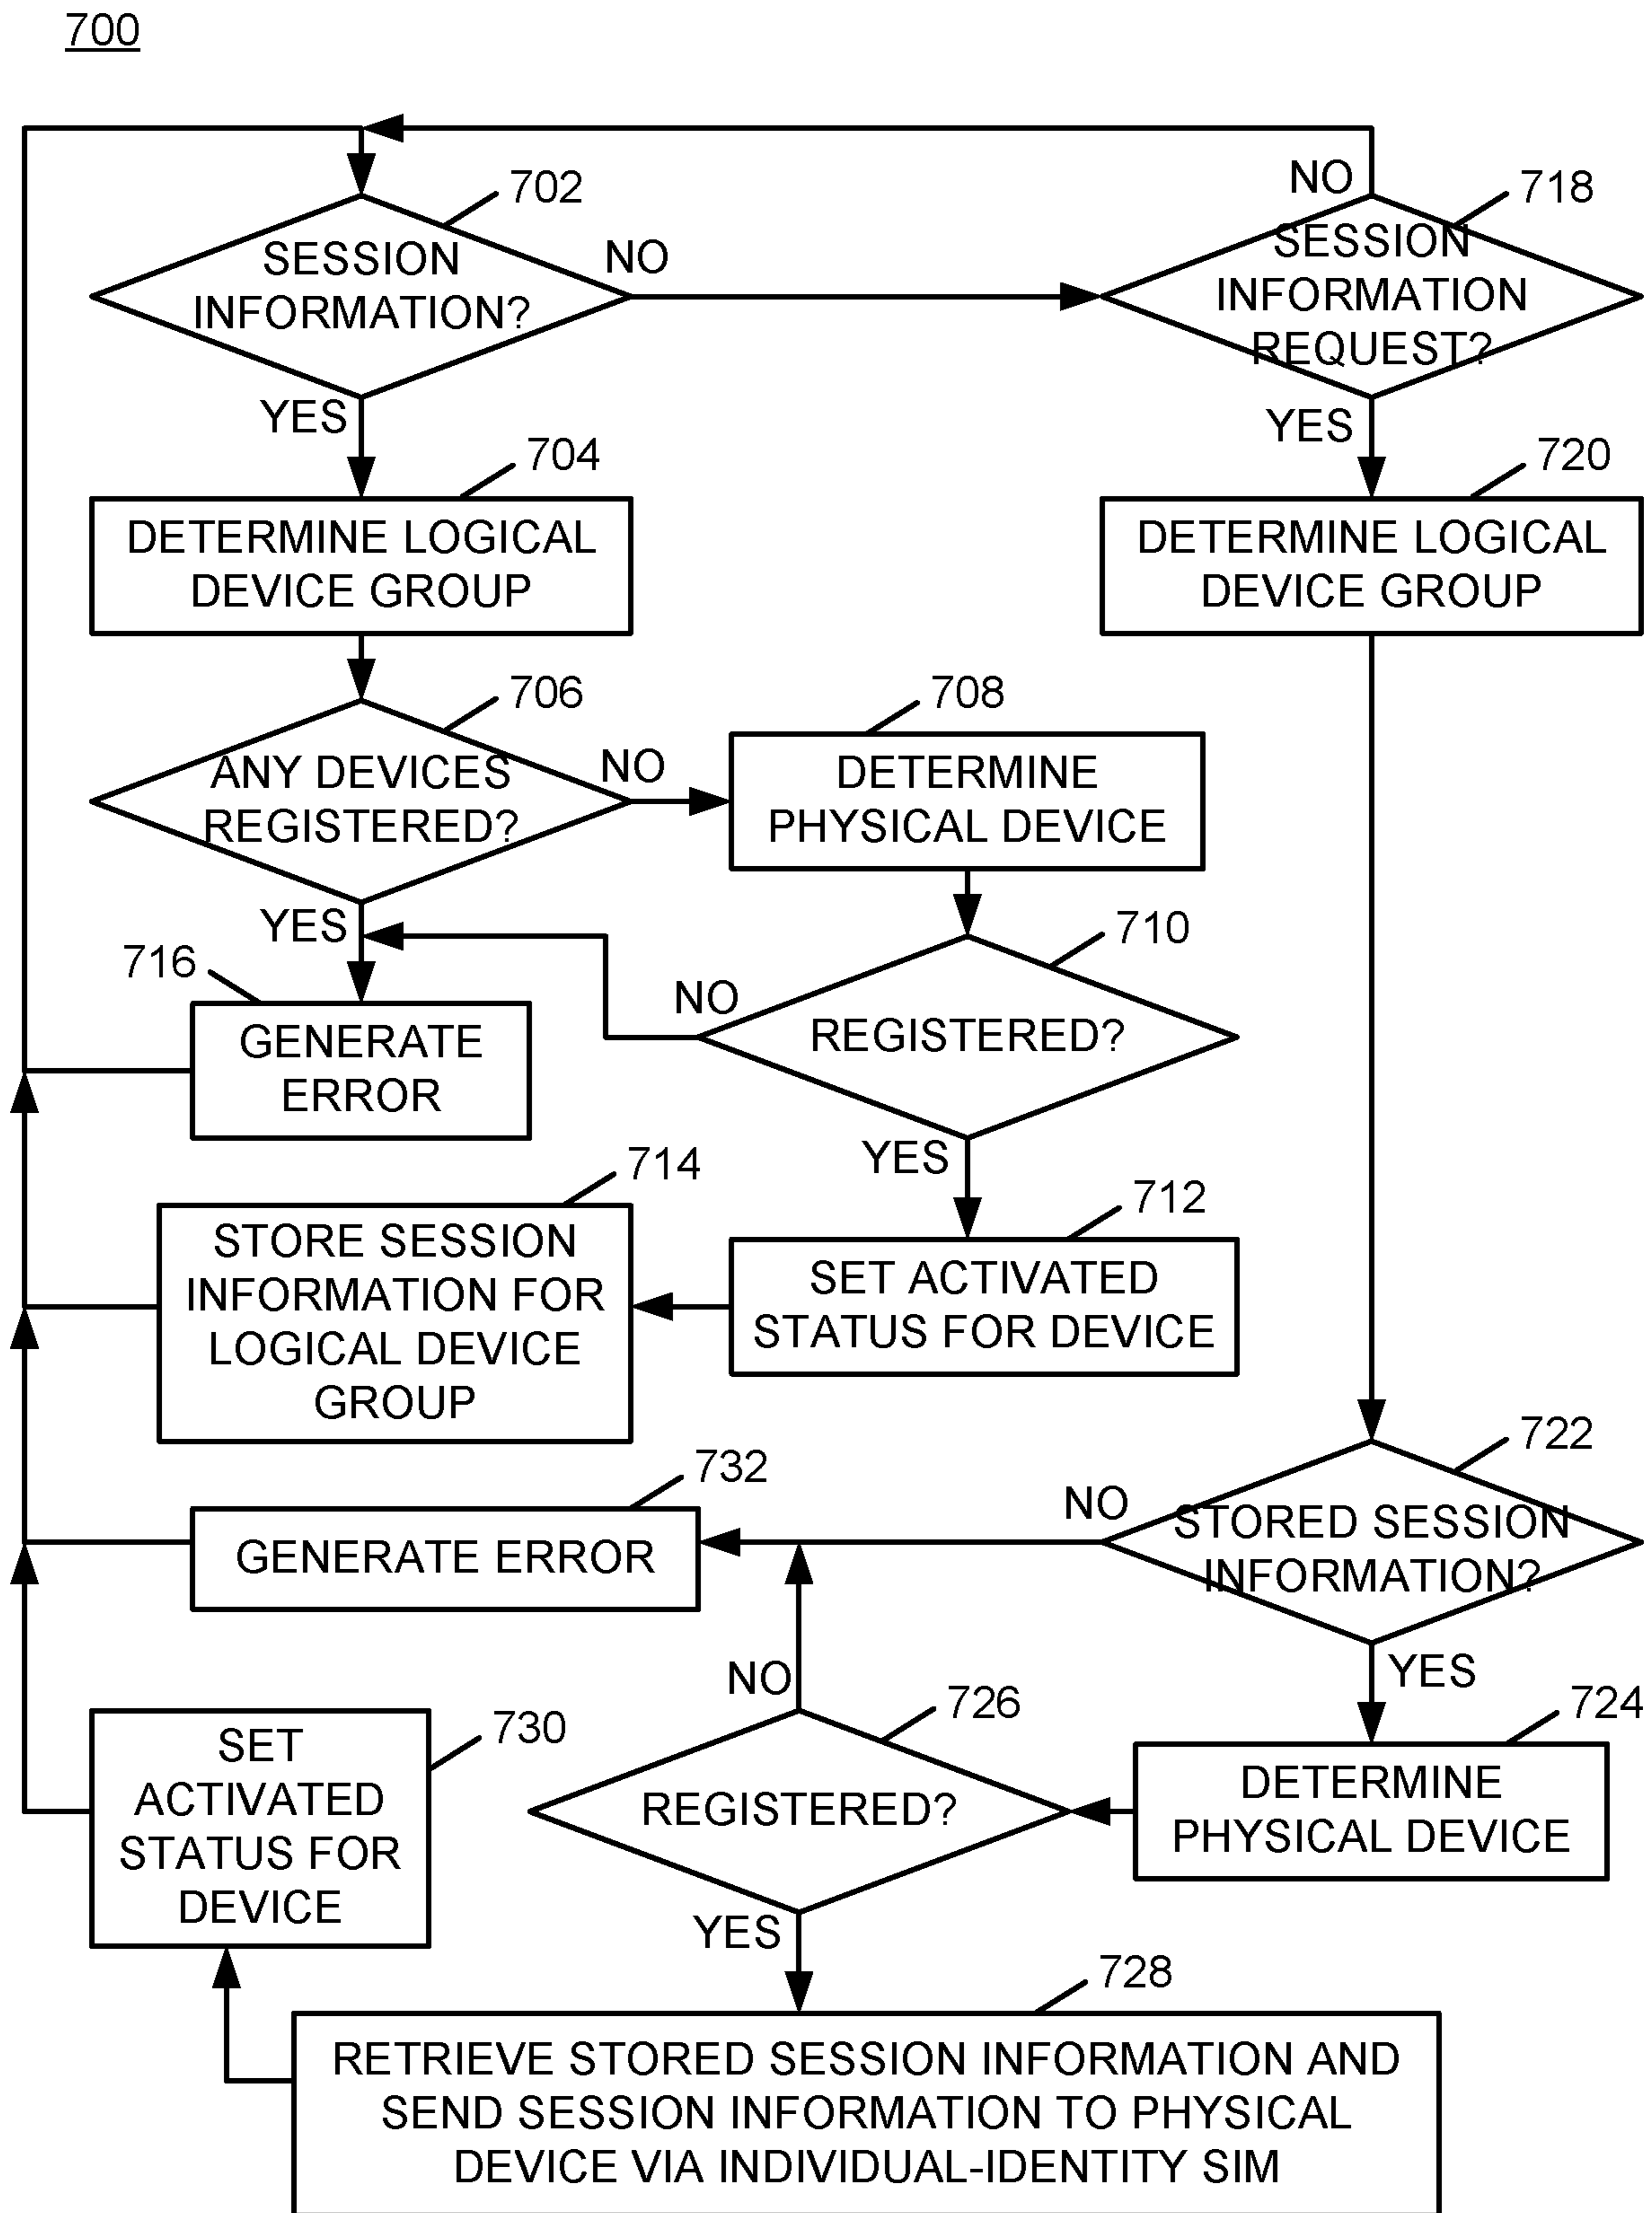 700
702
SESSION
INFORMATION?
NO
YES
718
NO
SESSION
INFORMATION
REQUEST?
YES
704
DETERMINE LOGICAL
DEVICE GROUP
720
DETERMINE LOGICAL
DEVICE GROUP
706
ANY DEVICES
REGISTERED?
NO
YES
708
DETERMINE
PHYSICAL DEVICE
710
NO
REGISTERED?
YES
716
GENERATE
ERROR
714
STORE SESSION
INFORMATION FOR
LOGICAL DEVICE
GROUP
712
SET ACTIVATED
STATUS FOR DEVICE
722
NO
STORED SESSION
INFORMATION?
YES
732
GENERATE ERROR
724
DETERMINE
PHYSICAL DEVICE
726
NO
REGISTERED?
YES
730
SET
ACTIVATED
STATUS FOR
DEVICE
728
RETRIEVE STORED SESSION INFORMATION AND
SEND SESSION INFORMATION TO PHYSICAL
DEVICE VIA INDIVIDUAL-IDENTITY SIM